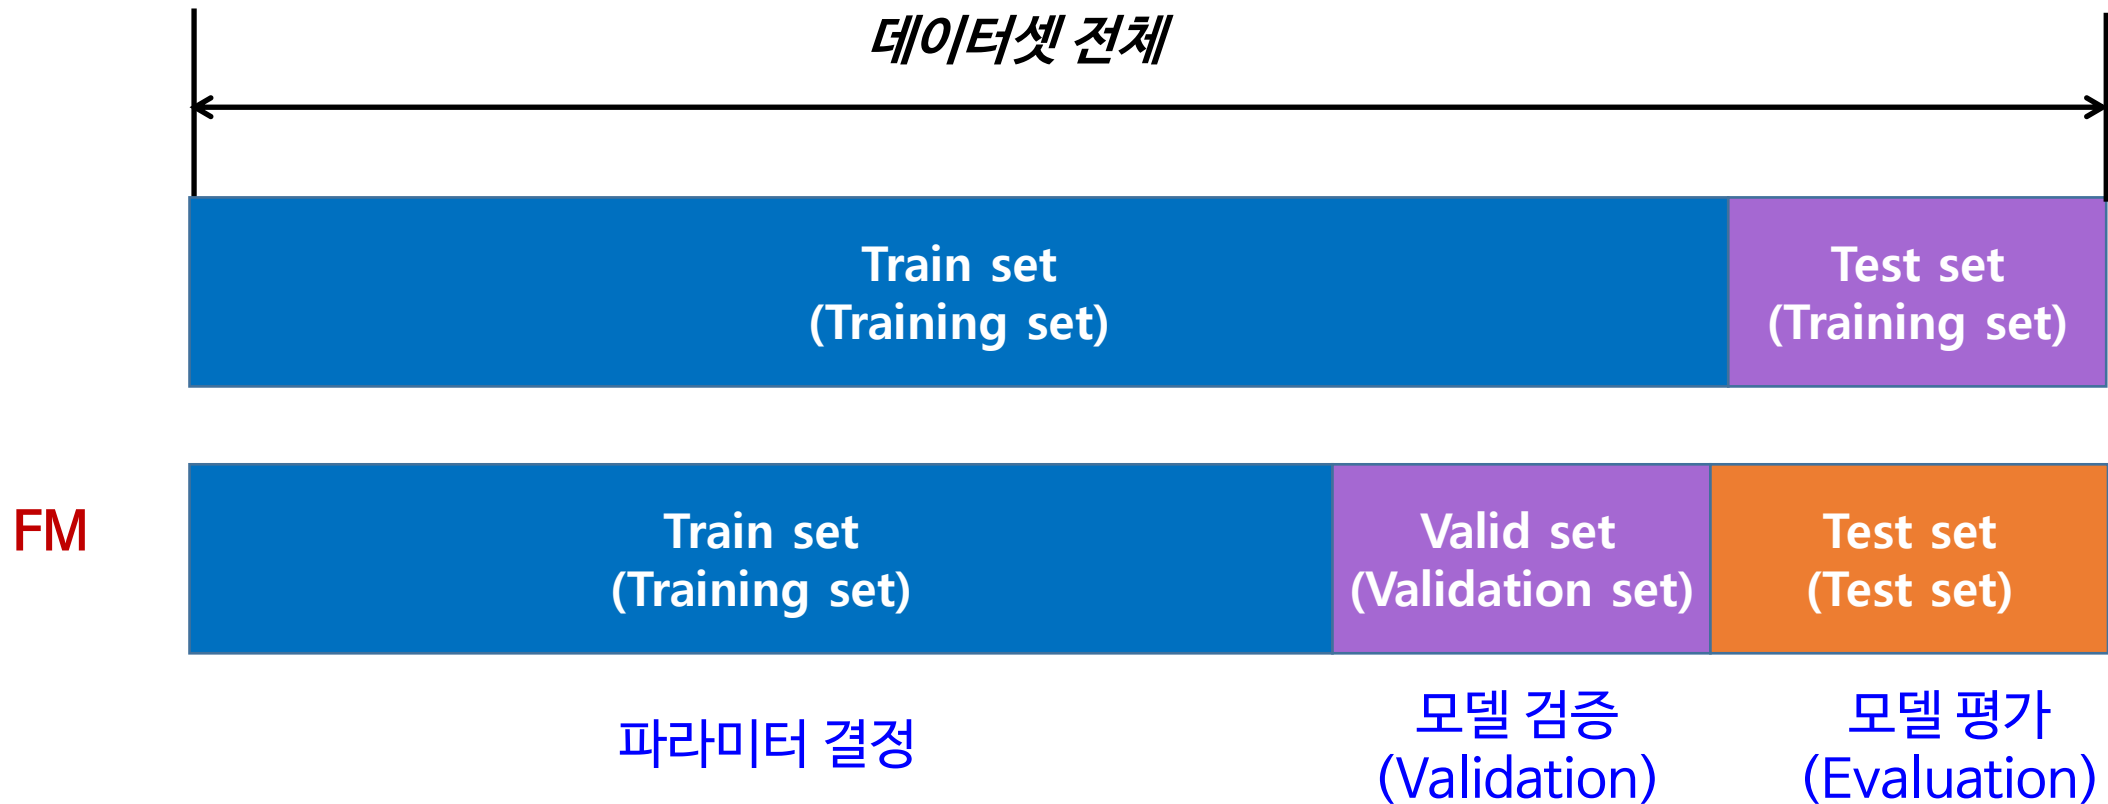 데이터셋 전체
Train set
(Training set)
Test set
(Training set)
FM
Train set
(Training set)
Valid set
(Validation set)
Test set
(Test set)
파라미터 결정
모델 검증
(Validation)
모델 평가
(Evaluation)